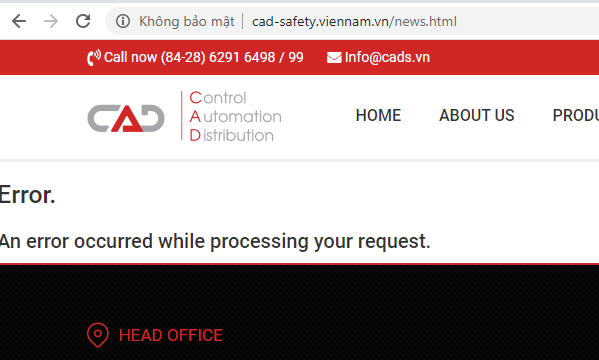 Không bảo mật | cad-safety.viennam.vn/news.html
Call now (84-28) 6291 6498 / 99 Info@cads.vn
CAD
Control
Automation
Distribution
HOME ABOUT US PRODU
Error.
An error occurred while processing your request.
HEAD OFFICE